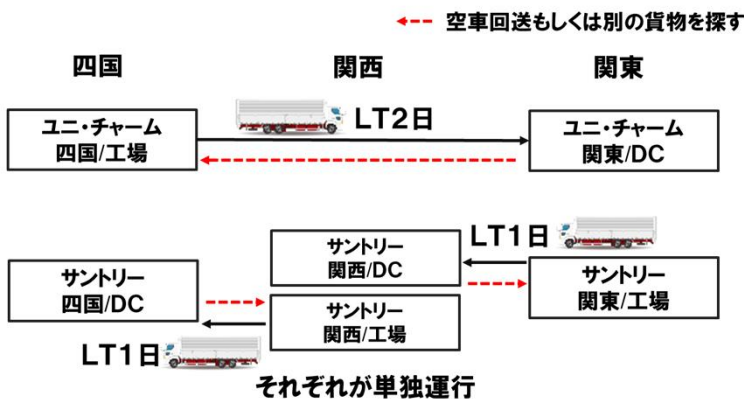 空車回送もしくは別の貨物を探す
四国
関西
関東
ユニ・チャーム
四国/工場
LT2日
ユニ・チャーム
関東/DC
サントリー
四国/DC
LT1日
サントリー
関西/DC
サントリー
関西/工場
LT1日
サントリー
関東/工場
それぞれが単独運行